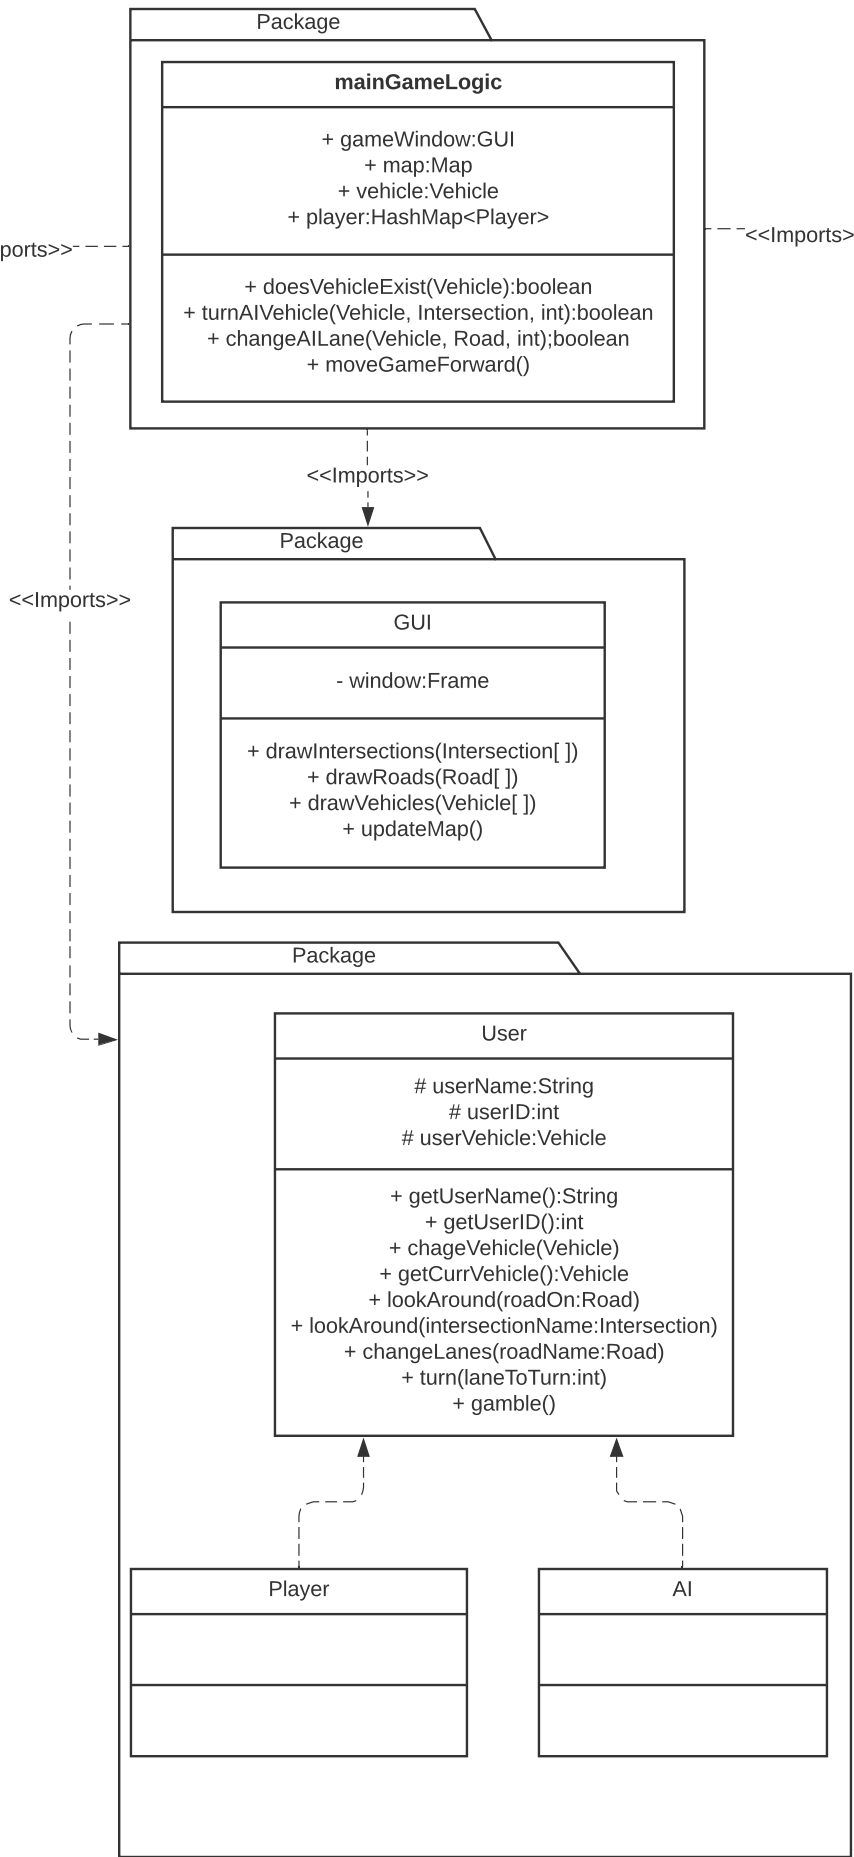 Package
mainGameLogic
+ gameWindow:GUI
+ map:Map
+ vehicle:Vehicle
+ player:HashMap<Player>
+ doesVehicleExist(Vehicle):boolean
+ turnAIVehicle(Vehicle, Intersection, int):boolean
+ changeAILane(Vehicle, Road, int);boolean
+ moveGameForward()
ports>>
<<Imports>
<<Imports>>
Package
GUI
- window:Frame
+ drawIntersections(Intersection[ ])
+ drawRoads(Road[ ])
+ drawVehicles(Vehicle[ ])
+ updateMap()
<<Imports>>
Package
User
# userName:String
# userID:int
# userVehicle:Vehicle
+ getUserName():String
+ getUserID():int
+ chageVehicle(Vehicle)
+ getCurrVehicle():Vehicle
+ lookAround(roadOn:Road)
+ lookAround(intersectionName:Intersection)
+ changeLanes(roadName:Road)
+ turn(laneToTurn:int)
+ gamble()
Player
AI